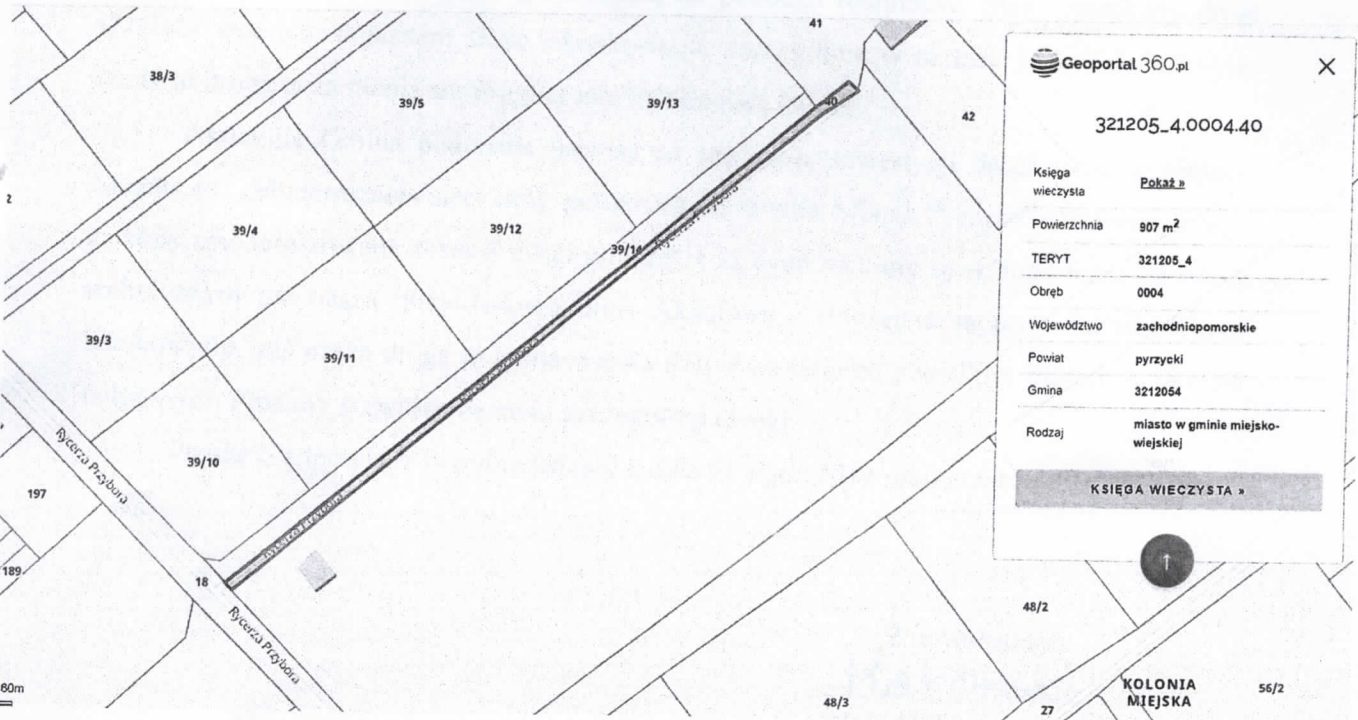 41
38/3
39/5
39/13
40
42
2
39/4
39/12
39/14
39/3
39/11
Rycerza Przybora
39/10
197
Rycerza Przybora
189
18
Rycerza Przybora
60m
48/2
48/3
27
KOLONIA
MIEJSKA
56/2
Geoportal 360.pl
×
321205_4.0004.40
Księga
wieczysta
Pokaż »
Powierzchnia 907 m²
TERYT 321205_4
Obręb 0004
Województwo zachodniopomorskie
Powiat pyrzycki
Gmina 3212054
Rodzaj miasto w gminie miejsko-
wiejskiej
KSIĘGA WIECZYSTA »
↑